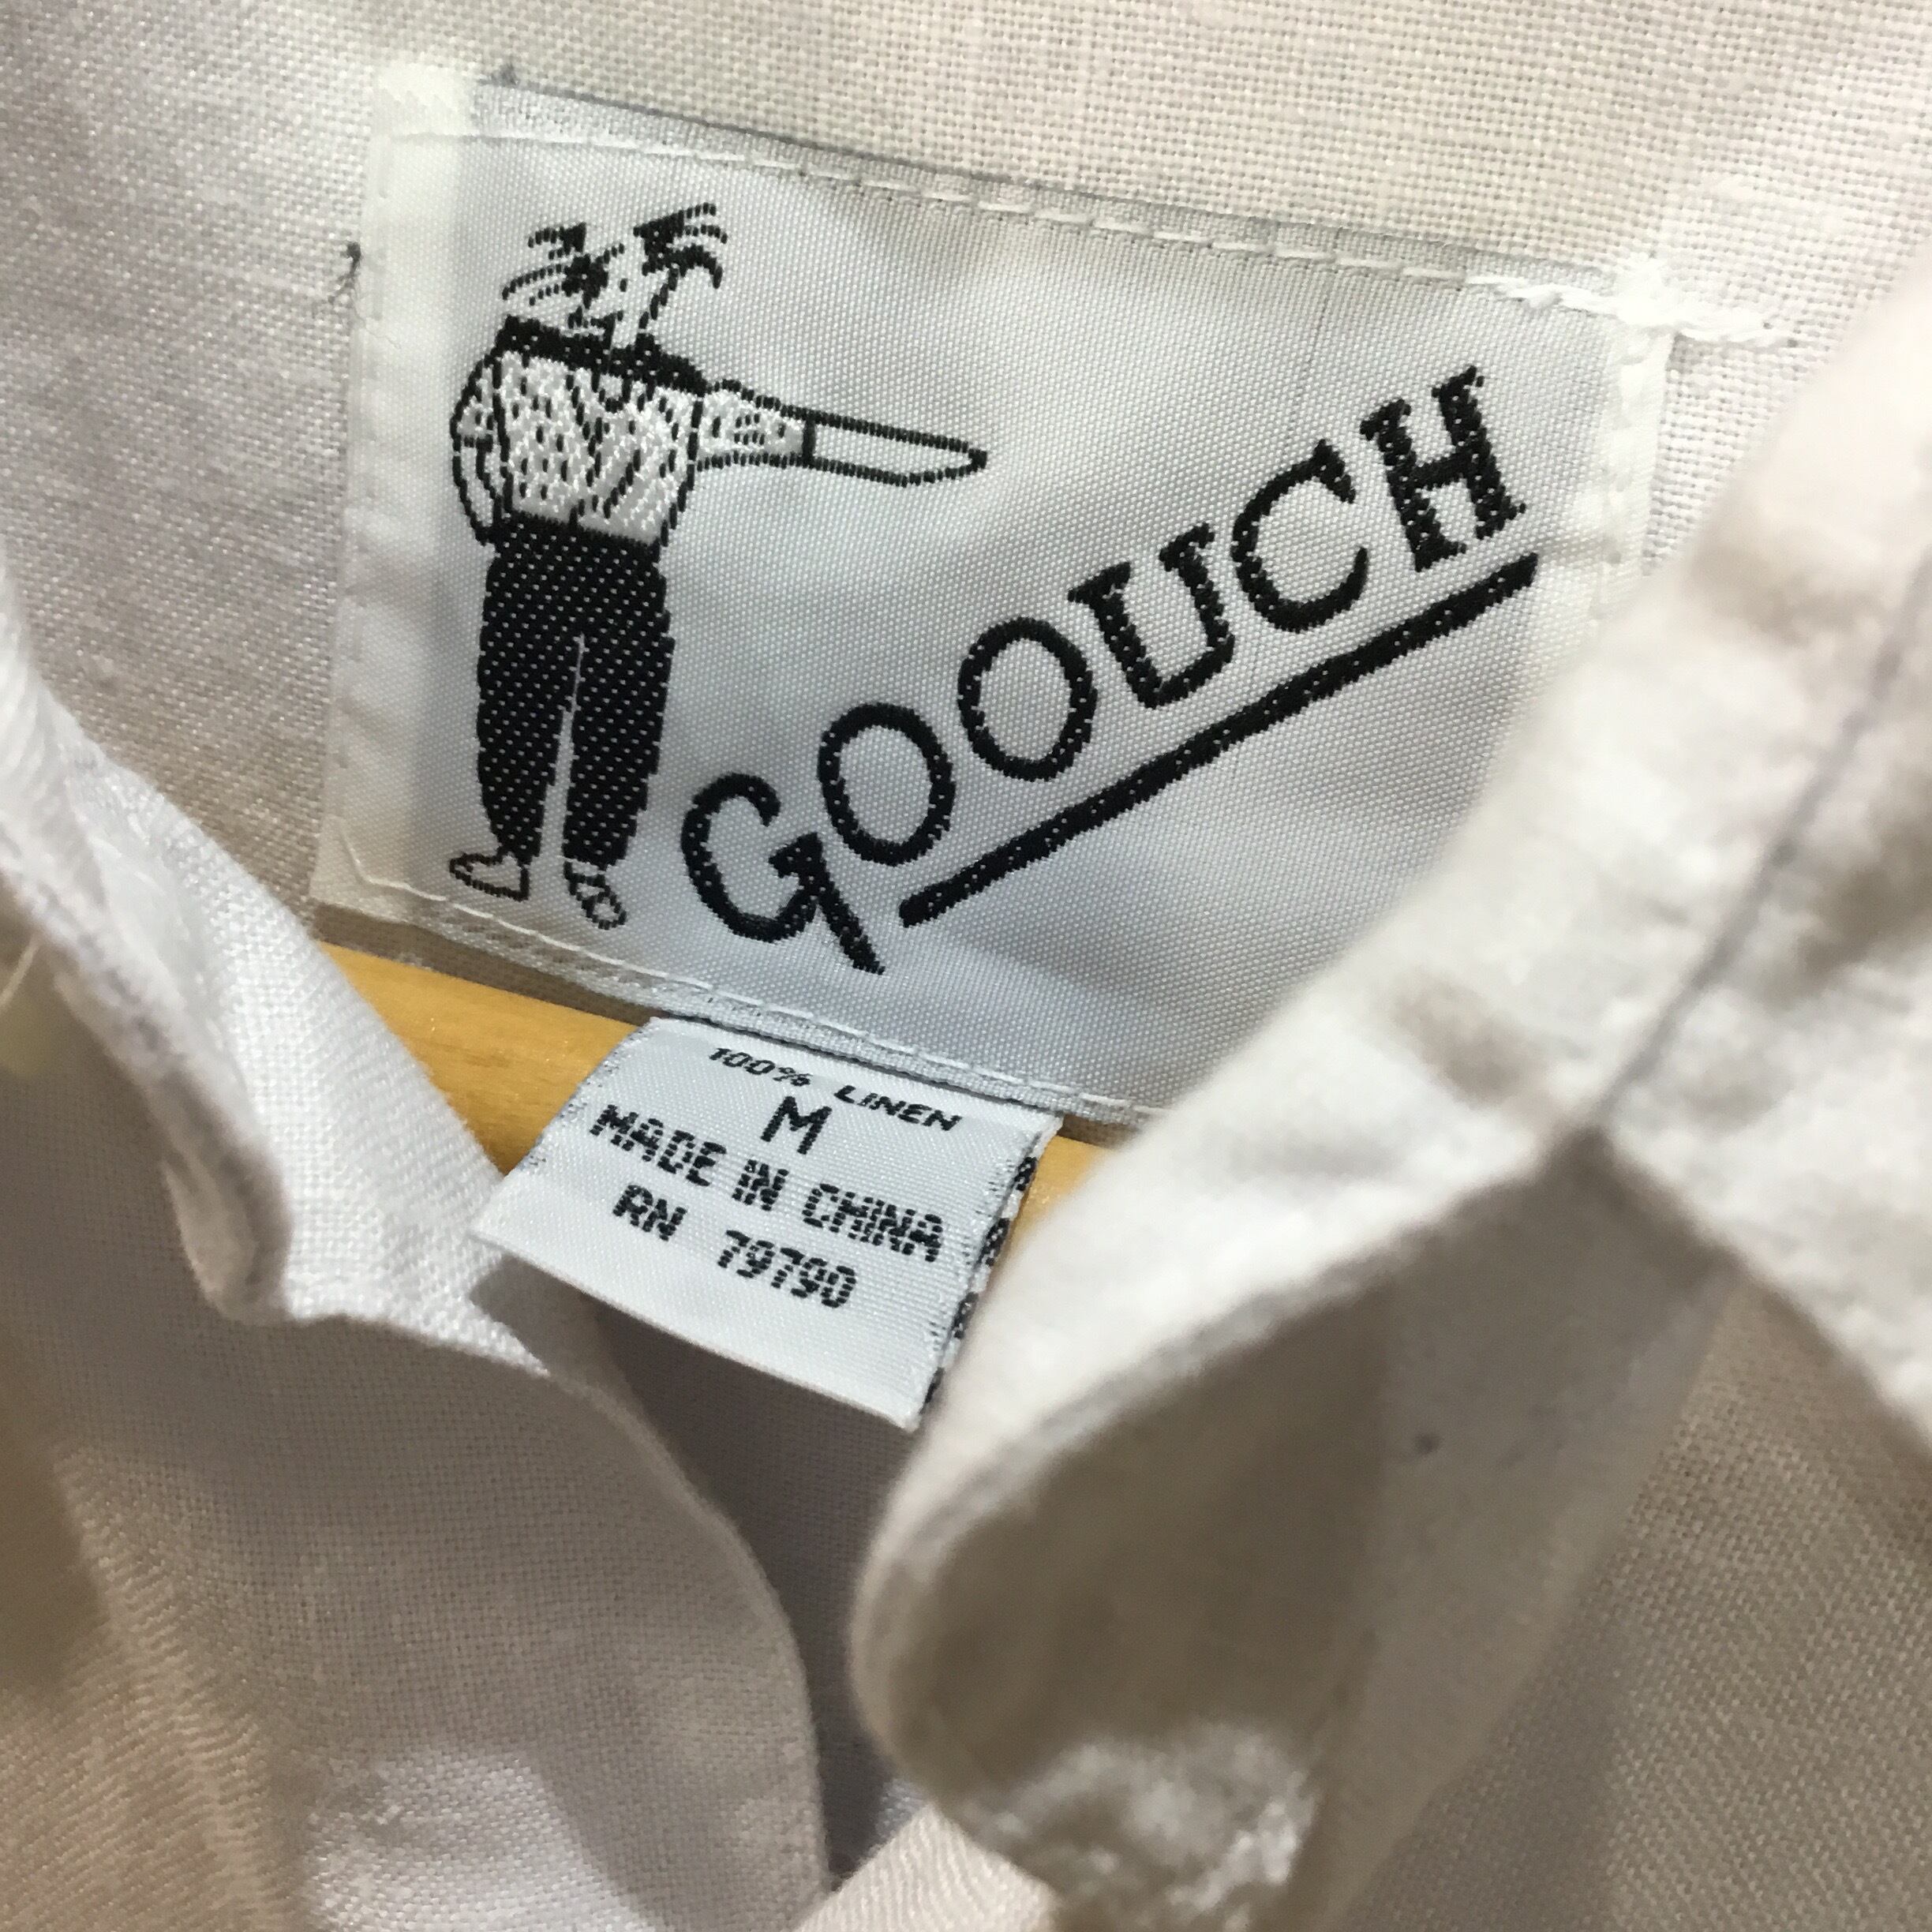 GOOUCH
100% LINEN
M
MADE IN CHINA
RN 79790